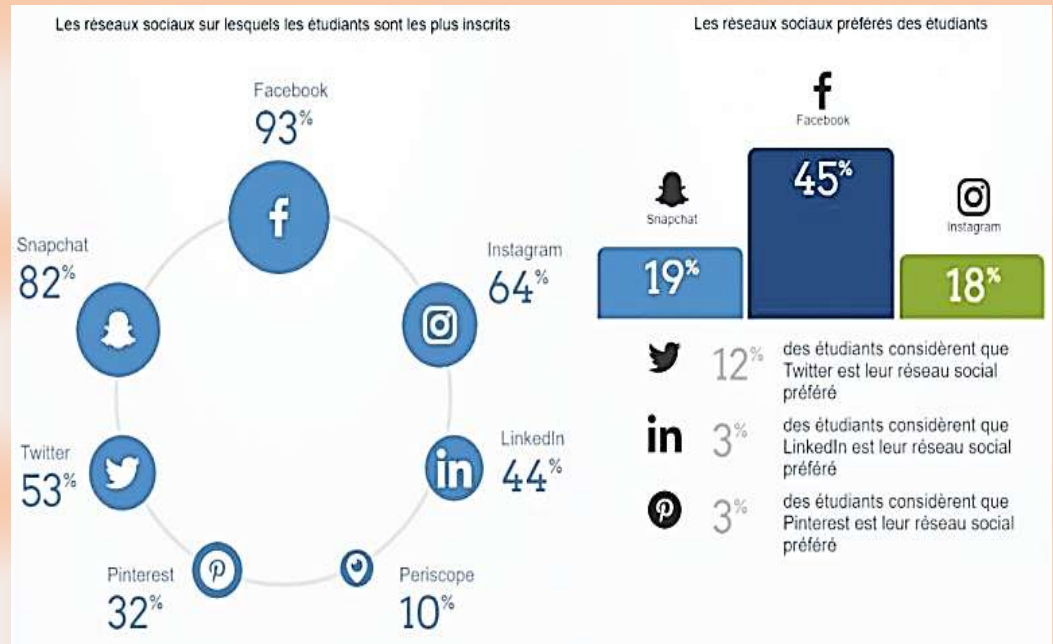 Les réseaux sociaux sur lesquels les étudiants sont les plus inscrits
Facebook
93%
Snapchat
82%
Instagram
64%
Twitter
53%
LinkedIn
44%
Pinterest
32%
Periscope
10%
Les réseaux sociaux préférés des étudiants
Facebook
45%
Snapchat
19%
Instagram
18%
12% des étudiants considèrent que
Twitter est leur réseau social
préféré
in
3% des étudiants considèrent que
LinkedIn est leur réseau social
préféré
3% des étudiants considèrent que
Pinterest est leur réseau social
préféré